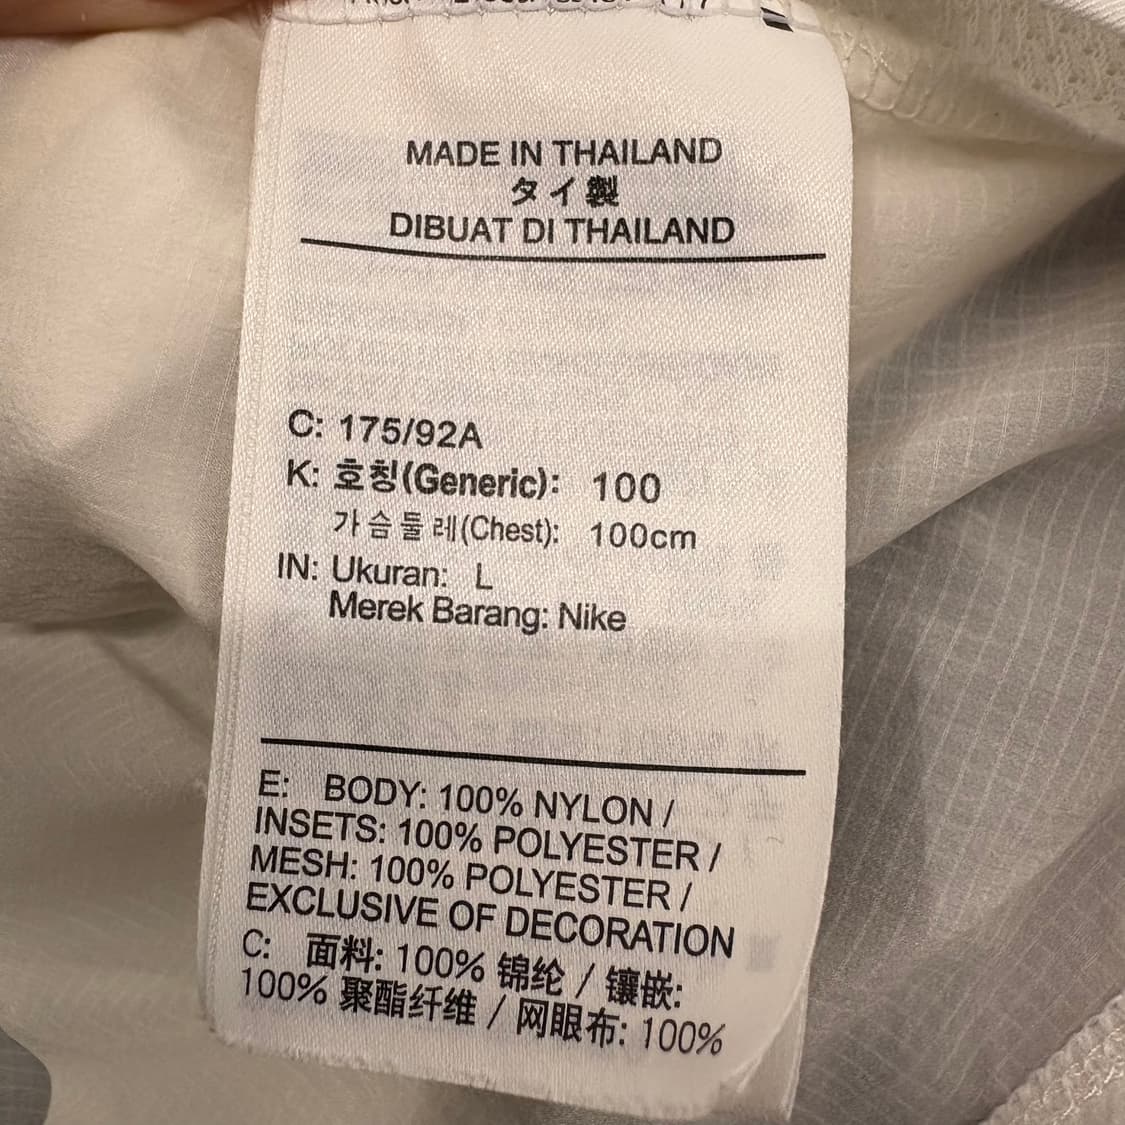 MADE IN THAILAND
タイ製
DIBUAT DI THAILAND
C: 175/92A
K: 호칭(Generic): 100
가슴둘레(Chest): 100cm
IN: Ukuran: L
Merek Barang: Nike
E: BODY: 100% NYLON /
INSETS: 100% POLYESTER /
MESH: 100% POLYESTER /
EXCLUSIVE OF DECORATION
C: 面料: 100% 锦纶 / 镶嵌:
100% 聚酯纤维 / 网眼布: 100%